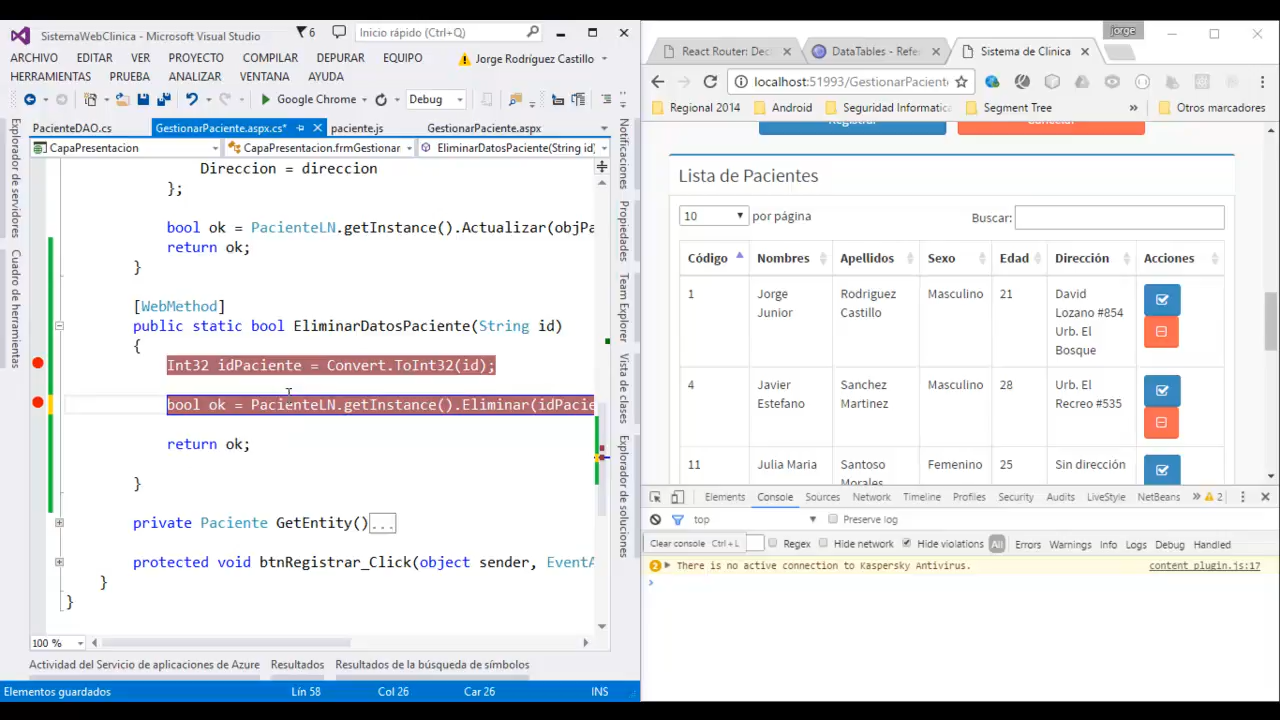 SistemaWebClinica - Microsoft Visual Studio
6
Inicio rápido (Ctrl+Q)
ARCHIVO EDITAR VER PROYECTO COMPILAR DEPURAR EQUIPO
Jorge Rodríguez Castillo
HERRAMIENTAS PRUEBA ANALIZAR VENTANA AYUDA
Google Chrome
Debug
PacienteDAO.cs GestionarPaciente.aspx.cs* paciente.js GestionarPaciente.aspx
CapaPresentacion CapaPresentacion.frmGestionar EliminarDatosPaciente(String id)
Explorador de servidores
Cuadro de herramientas
Direccion = direccion
};
bool ok = PacienteLN.getInstance().Actualizar(objPa
return ok;
}
[WebMethod]
public static bool EliminarDatosPaciente(String id)
{
Int32 idPaciente = Convert.ToInt32(id);
bool ok = PacienteLN.getInstance().Eliminar(idPacie
return ok;
}
private Paciente GetEntity()...
protected void btnRegistrar_Click(object sender, EventA
}
}
100 %
Notificaciones
Propiedades
Team Explorer
Vista de clases
Explorador de soluciones
Actividad del Servicio de aplicaciones de Azure Resultados Resultados de la búsqueda de símbolos
Elementos guardados Lín 58 Col 26 Car 26 INS
jorge
React Router: Decl DataTables - Refe Sistema de Clinica
localhost:51993/GestionarPaciente
Regional 2014 Android Seguridad Informatica Segment Tree » Otros marcadores
Registrar Cancelar
Lista de Pacientes
10 por página Buscar:
Código Nombres Apellidos Sexo Edad Dirección Acciones
1 Jorge Junior Rodriguez Castillo Masculino 21 David Lozano #854 Urb. El Bosque
4 Javier Estefano Sanchez Martinez Masculino 28 Urb. El Recreo #535
11 Julia Maria Santoso Morales Femenino 25 Sin dirección
Elements Console Sources Network Timeline Profiles Security Audits LiveStyle NetBeans » 2
top Preserve log
Clear console Ctrl+L Regex Hide network Hide violations All Errors Warnings Info Logs Debug Handled
2 There is no active connection to Kaspersky Antivirus. content plugin.js:17